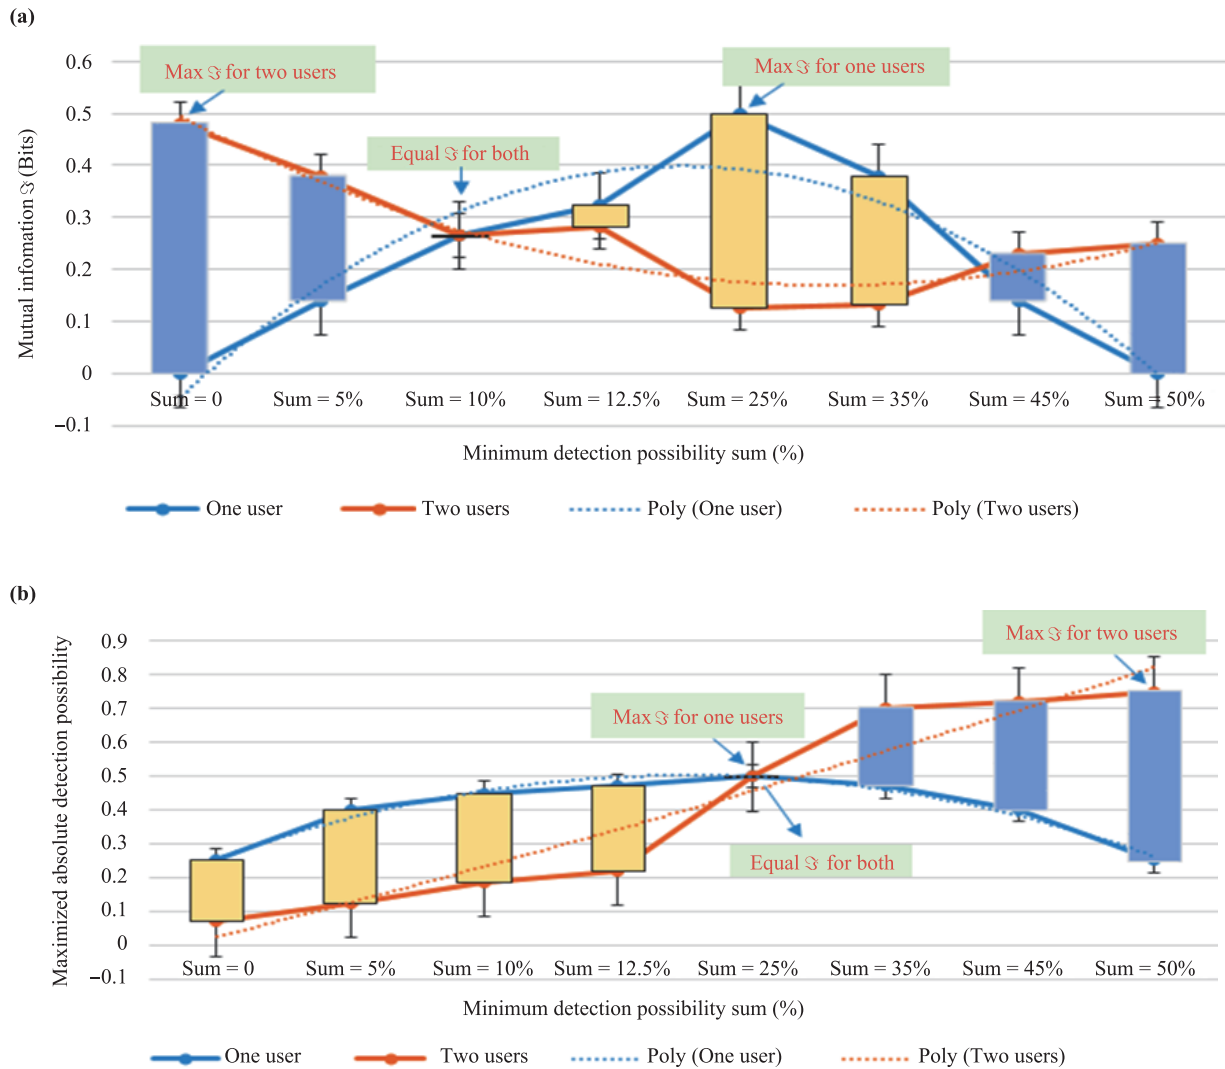 (a)
Mutual infomation ℑ (Bits)
0.6
0.5
0.4
0.3
0.2
0.1
0
−0.1
Max ℑ for two users
Max ℑ for one users
Equal ℑ for both
Sum = 0 Sum = 5% Sum = 10% Sum = 12.5% Sum = 25% Sum = 35% Sum = 45% Sum = 50%
Minimum detection possibility sum (%)
One user Two users Poly (One user) Poly (Two users)
(b)
Maximized absolute detection possibility
0.9
0.8
0.7
0.6
0.5
0.4
0.3
0.2
0.1
0
−0.1
Max ℑ for two users
Max ℑ for one users
Equal ℑ for both
Sum = 0 Sum = 5% Sum = 10% Sum = 12.5% Sum = 25% Sum = 35% Sum = 45% Sum = 50%
Minimum detection possibility sum (%)
One user Two users Poly (One user) Poly (Two users)